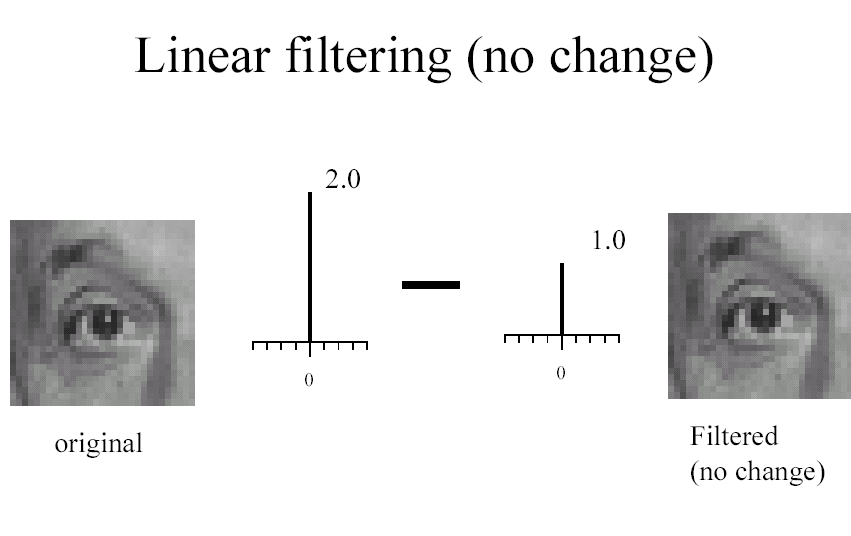 Linear filtering (no change)
2.0
1.0
0
0
original
Filtered
(no change)